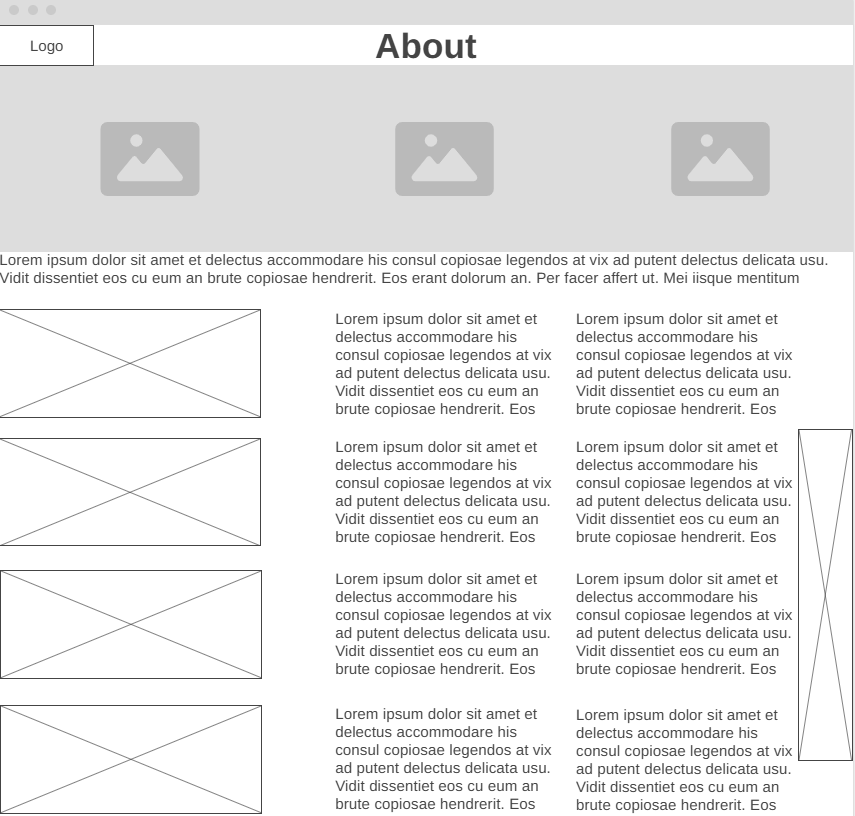 Logo
About
Lorem ipsum dolor sit amet et delectus accommodare his consul copiosae legendos at vix ad putent delectus delicata usu.
Vidit dissentiet eos cu eum an brute copiosae hendrerit. Eos erant dolorum an. Per facer affert ut. Mei iisque mentitum
Lorem ipsum dolor sit amet et
delectus accommodare his
consul copiosae legendos at vix
ad putent delectus delicata usu.
Vidit dissentiet eos cu eum an
brute copiosae hendrerit. Eos
Lorem ipsum dolor sit amet et
delectus accommodare his
consul copiosae legendos at vix
ad putent delectus delicata usu.
Vidit dissentiet eos cu eum an
brute copiosae hendrerit. Eos
Lorem ipsum dolor sit amet et
delectus accommodare his
consul copiosae legendos at vix
ad putent delectus delicata usu.
Vidit dissentiet eos cu eum an
brute copiosae hendrerit. Eos
Lorem ipsum dolor sit amet et
delectus accommodare his
consul copiosae legendos at vix
ad putent delectus delicata usu.
Vidit dissentiet eos cu eum an
brute copiosae hendrerit. Eos
Lorem ipsum dolor sit amet et
delectus accommodare his
consul copiosae legendos at vix
ad putent delectus delicata usu.
Vidit dissentiet eos cu eum an
brute copiosae hendrerit. Eos
Lorem ipsum dolor sit amet et
delectus accommodare his
consul copiosae legendos at vix
ad putent delectus delicata usu.
Vidit dissentiet eos cu eum an
brute copiosae hendrerit. Eos
Lorem ipsum dolor sit amet et
delectus accommodare his
consul copiosae legendos at vix
ad putent delectus delicata usu.
Vidit dissentiet eos cu eum an
brute copiosae hendrerit. Eos
Lorem ipsum dolor sit amet et
delectus accommodare his
consul copiosae legendos at vix
ad putent delectus delicata usu.
Vidit dissentiet eos cu eum an
brute copiosae hendrerit. Eos